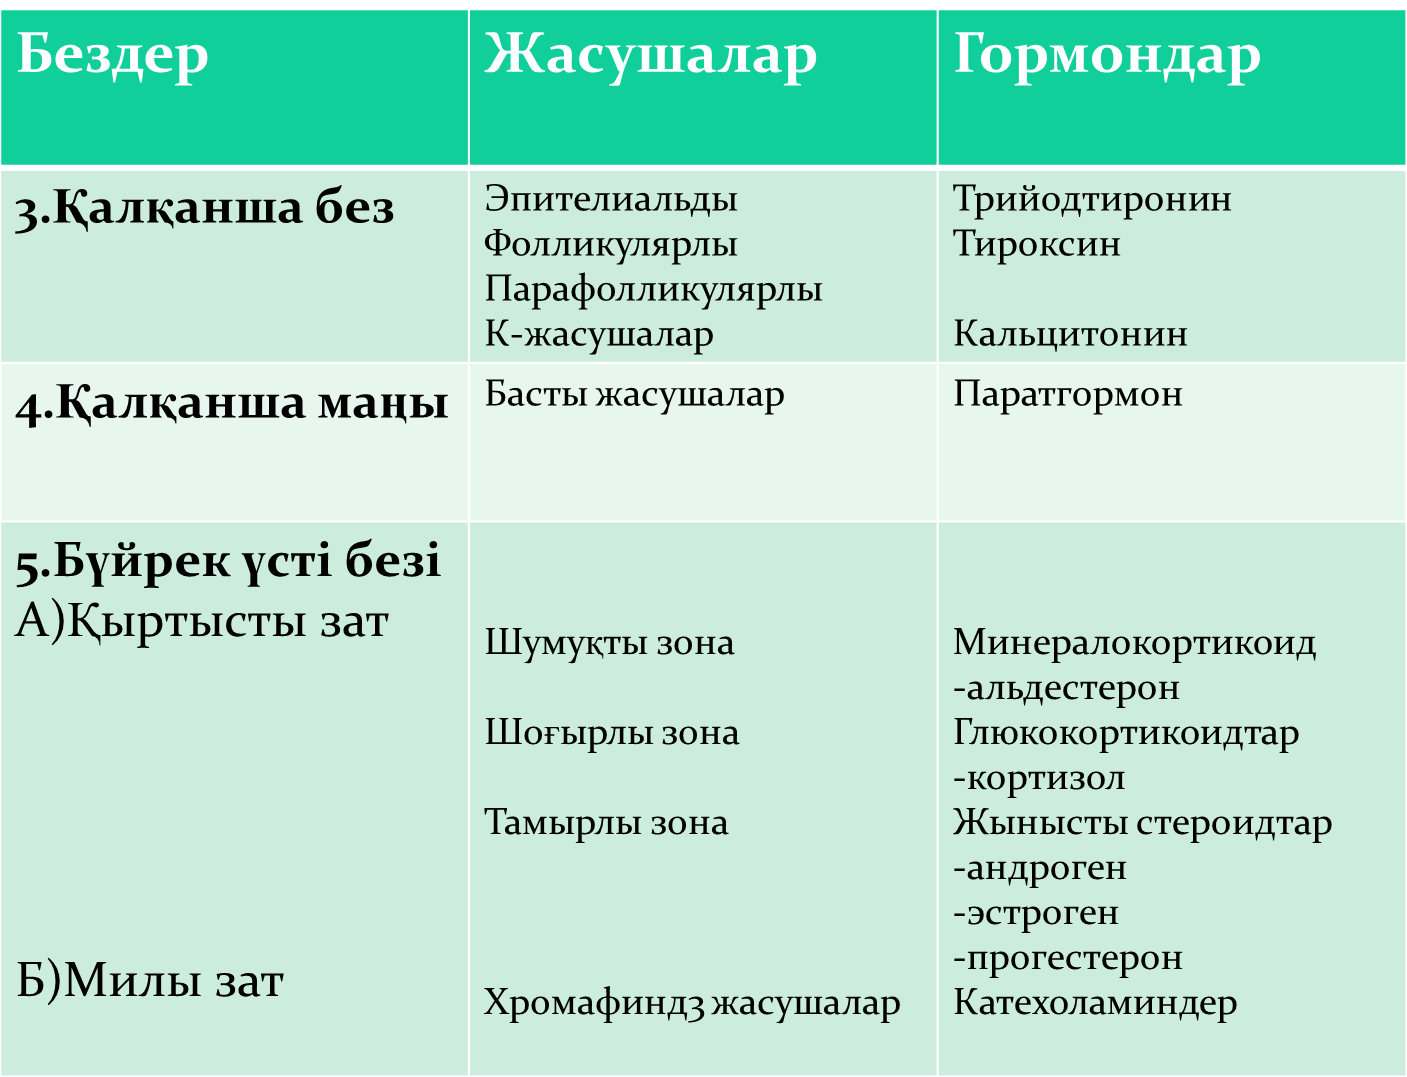 Бездер
Жасушалар
Гормондар
3.Қалқанша без
Эпителиальды
Фолликулярлы
Парафолликулярлы
К-жасушалар
Трийодтиронин
Тироксин
Кальцитонин
4.Қалқанша маңы
Басты жасушалар
Паратгормон
5.Бүйрек үсті безі
А)Қыртысты зат
Б)Милы зат
Шумуқты зона
Шоғырлы зона
Тамырлы зона
Хромафинд3 жасушалар
Минералокортикоид
-альдестерон
Глюкокортикоидтар
-кортизол
Жынысты стероидтар
-андроген
-эстроген
-прогестерон
Катехоламиндер